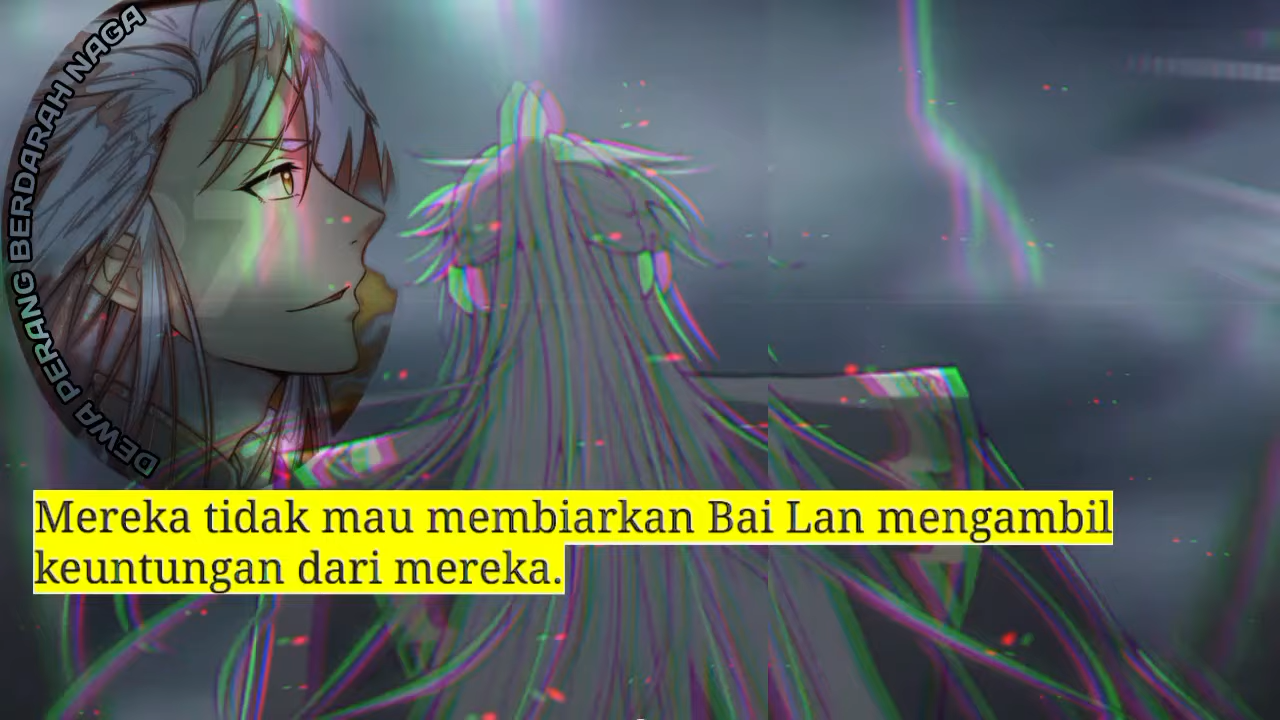 DEWA PERANG BERDARAH NAGA
Mereka tidak mau membiarkan Bai Lan mengambil
keuntungan dari mereka.